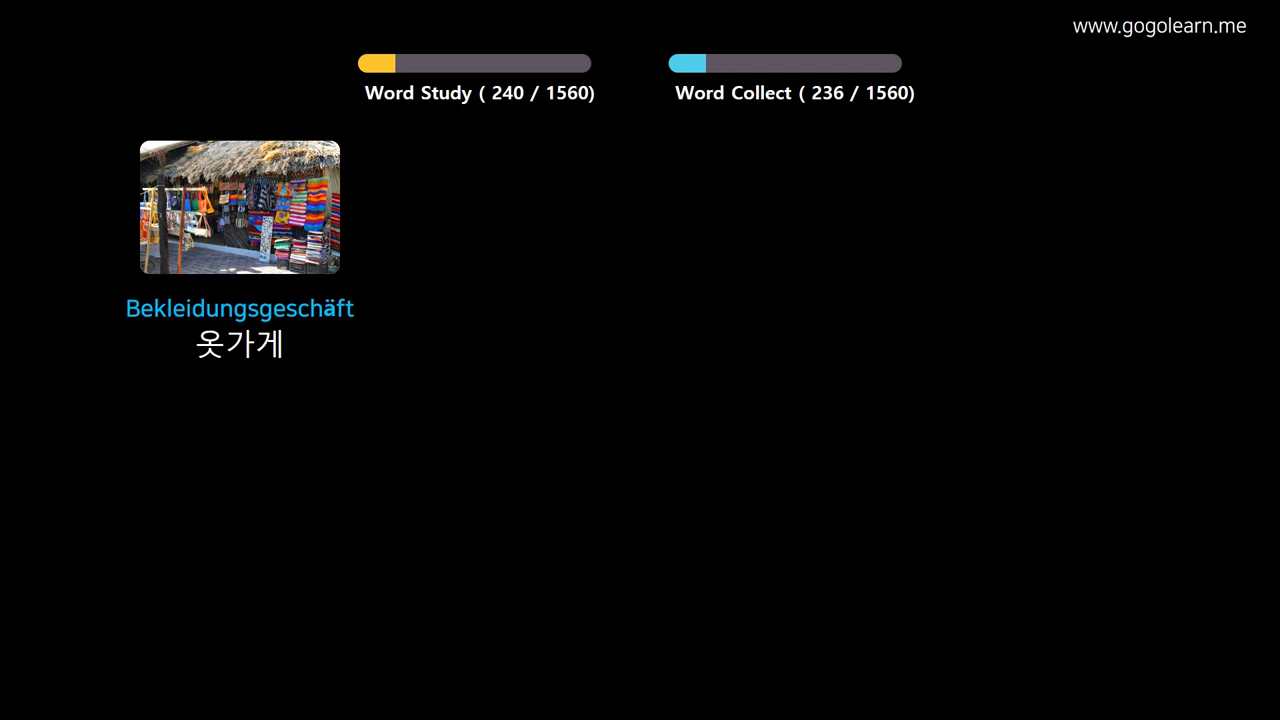 www.gogolearn.me
Word Study ( 240 / 1560)
Word Collect ( 236 / 1560)
Bekleidungsgeschäft
옷가게